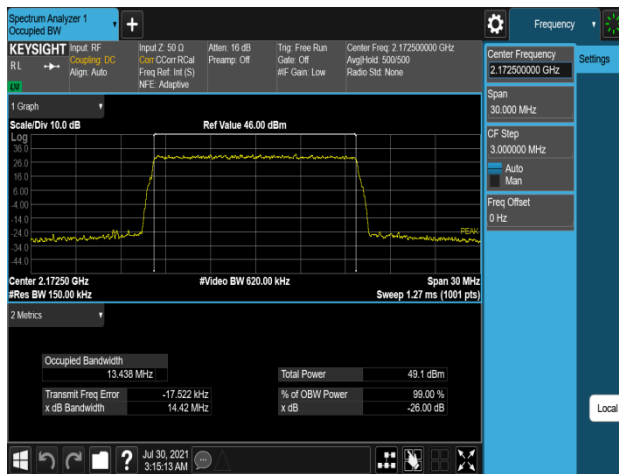 Spectrum Analyzer 1
Occupied BW
Frequency
KEYSIGHT
RL
LXI
Input: RF
Coupling: DC
Align: Auto
Input Z: 50 Ω
Corr CCorr RCal
Freq Ref: Int (S)
NFE: Adaptive
Atten: 16 dB
Preamp: Off
Trig: Free Run
Gate: Off
#IF Gain: Low
Center Freq: 2.172500000 GHz
Avg|Hold: 500/500
Radio Std: None
Center Frequency
2.172500000 GHz
Settings
Span
30.000 MHz
CF Step
3.000000 MHz
Auto
Man
Freq Offset
0 Hz
Local
1 Graph
Scale/Div 10.0 dB
Ref Value 46.00 dBm
Log
36.0
26.0
16.0
6.00
-4.00
-14.0
-24.0
-34.0
-44.0
PEAK
Center 2.17250 GHz
#Video BW 620.00 kHz
Span 30 MHz
#Res BW 150.00 kHz
Sweep 1.27 ms (1001 pts)
2 Metrics
Occupied Bandwidth
13.438 MHz
Total Power 49.1 dBm
Transmit Freq Error -17.522 kHz
% of OBW Power 99.00 %
x dB Bandwidth 14.42 MHz
x dB -26.00 dB
?
Jul 30, 2021
3:15:13 AM